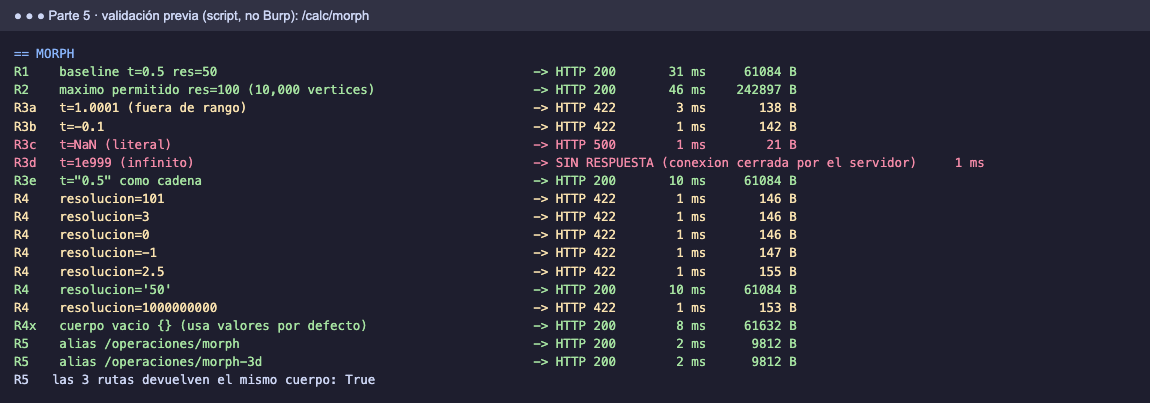 ● ● ● Parte 5 · validación previa (script, no Burp): /calc/morph
== MORPH
R1 baseline t=0.5 res=50 -> HTTP 200 31 ms 61084 B
R2 maximo permitido res=100 (10,000 vertices) -> HTTP 200 46 ms 242897 B
R3a t=1.0001 (fuera de rango) -> HTTP 422 3 ms 138 B
R3b t=-0.1 -> HTTP 422 1 ms 142 B
R3c t=NaN (literal) -> HTTP 500 1 ms 21 B
R3d t=1e999 (infinito) -> SIN RESPUESTA (conexion cerrada por el servidor) 1 ms
R3e t="0.5" como cadena -> HTTP 200 10 ms 61084 B
R4 resolucion=101 -> HTTP 422 1 ms 146 B
R4 resolucion=3 -> HTTP 422 1 ms 146 B
R4 resolucion=0 -> HTTP 422 1 ms 146 B
R4 resolucion=-1 -> HTTP 422 1 ms 147 B
R4 resolucion=2.5 -> HTTP 422 1 ms 155 B
R4 resolucion='50' -> HTTP 200 10 ms 61084 B
R4 resolucion=1000000000 -> HTTP 422 1 ms 153 B
R4x cuerpo vacio {} (usa valores por defecto) -> HTTP 200 8 ms 61632 B
R5 alias /operaciones/morph -> HTTP 200 2 ms 9812 B
R5 alias /operaciones/morph-3d -> HTTP 200 2 ms 9812 B
R5 las 3 rutas devuelven el mismo cuerpo: True